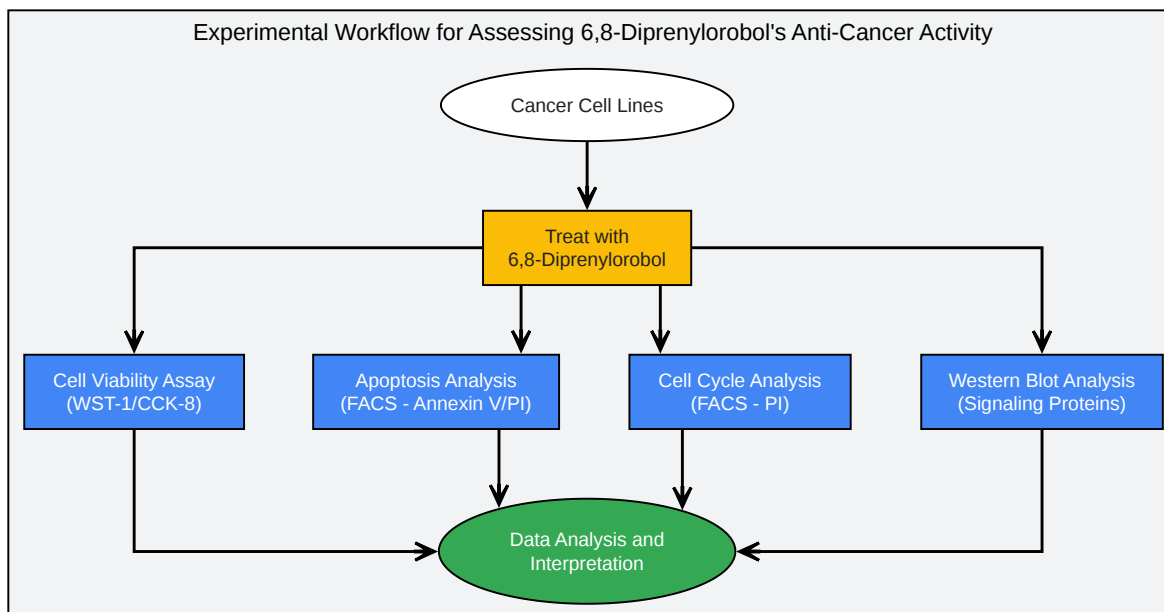 Experimental Workflow for Assessing 6,8-Diprenylorobol's Anti-Cancer Activity
Cancer Cell Lines
Treat with
6,8-Diprenylorobol
Cell Viability Assay
(WST-1/CCK-8)
Apoptosis Analysis
(FACS - Annexin V/PI)
Cell Cycle Analysis
(FACS - PI)
Western Blot Analysis
(Signaling Proteins)
Data Analysis and
Interpretation